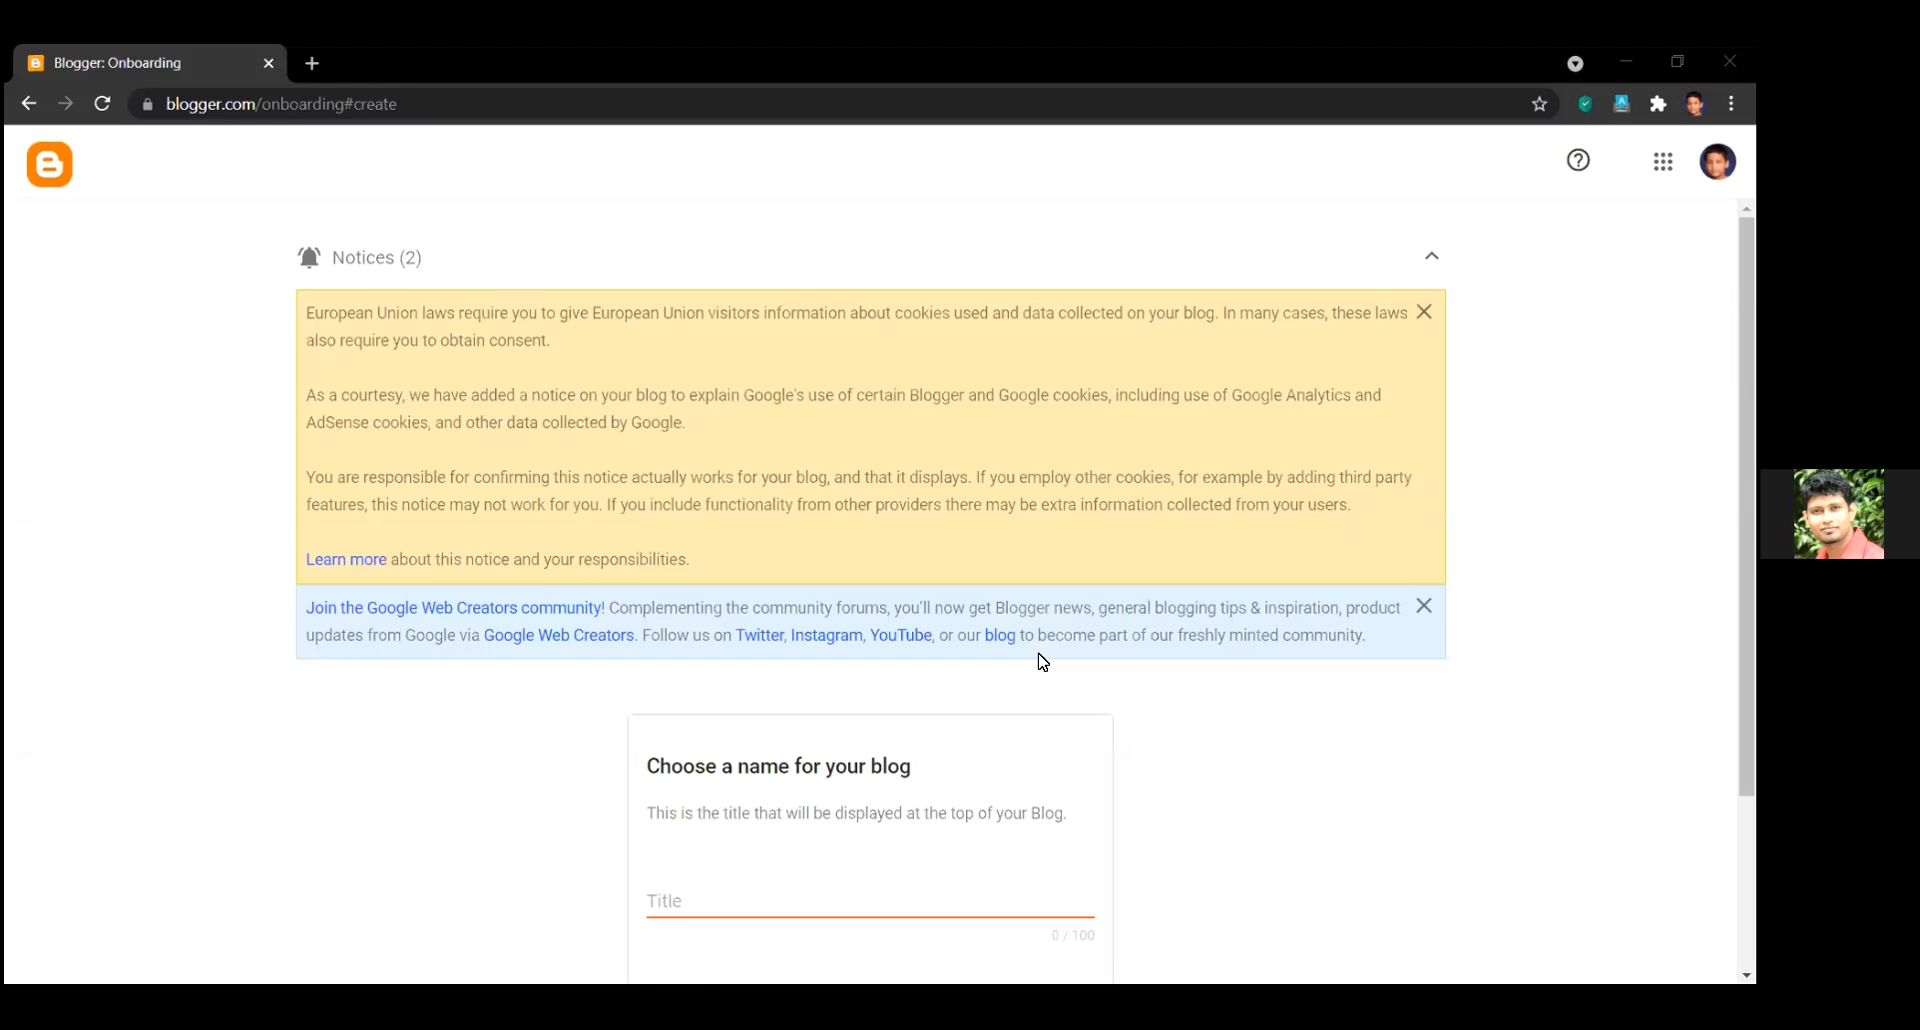 Blogger: Onboarding
blogger.com/onboarding#create
Notices (2)
European Union laws require you to give European Union visitors information about cookies used and data collected on your blog. In many cases, these laws
also require you to obtain consent.
As a courtesy, we have added a notice on your blog to explain Google's use of certain Blogger and Google cookies, including use of Google Analytics and
AdSense cookies, and other data collected by Google.
You are responsible for confirming this notice actually works for your blog, and that it displays. If you employ other cookies, for example by adding third party
features, this notice may not work for you. If you include functionality from other providers there may be extra information collected from your users.
Learn more about this notice and your responsibilities.
Join the Google Web Creators community! Complementing the community forums, you'll now get Blogger news, general blogging tips & inspiration, product
updates from Google via Google Web Creators. Follow us on Twitter, Instagram, YouTube, or our blog to become part of our freshly minted community.
Choose a name for your blog
This is the title that will be displayed at the top of your Blog.
Title
0 / 100